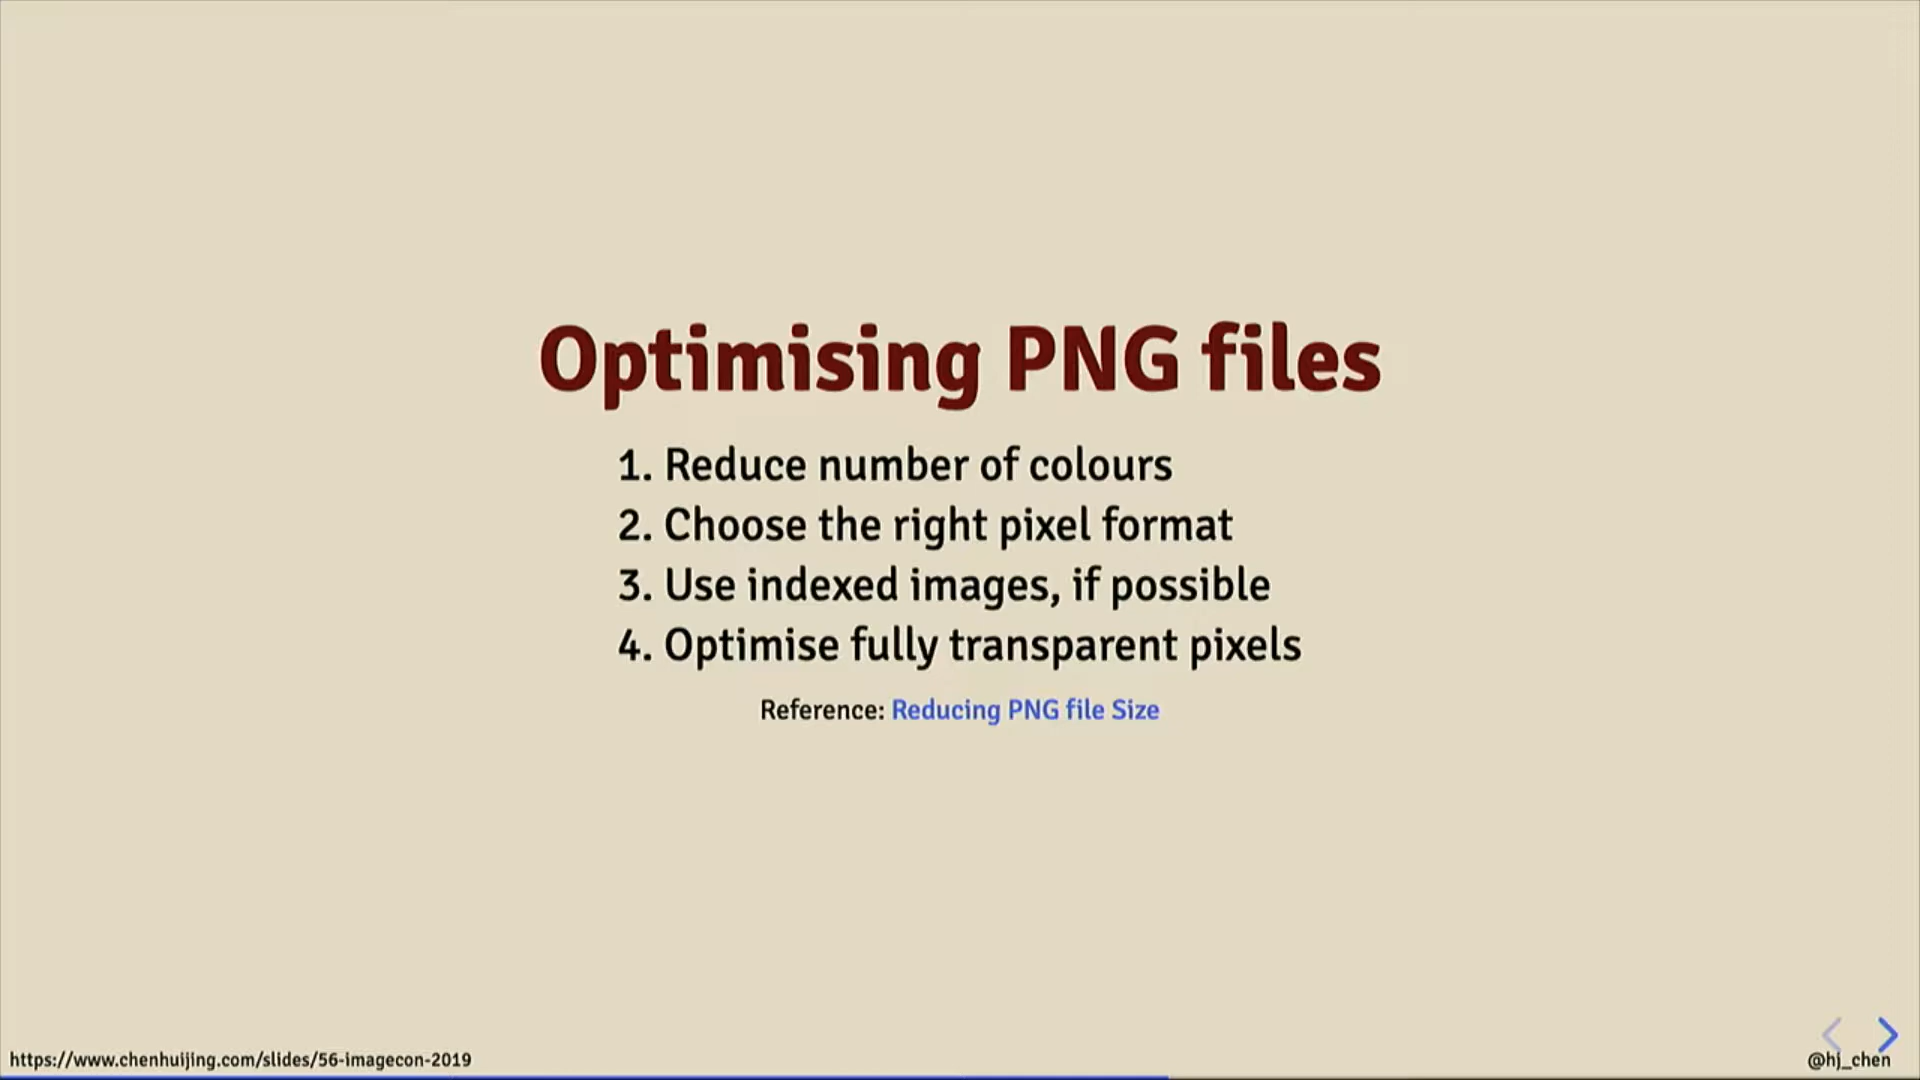 Optimising PNG files
1. Reduce number of colours
2. Choose the right pixel format
3. Use indexed images, if possible
4. Optimise fully transparent pixels
Reference: Reducing PNG file Size
https://www.chenhuijing.com/slides/56-imagecon-2019
@hj_chen